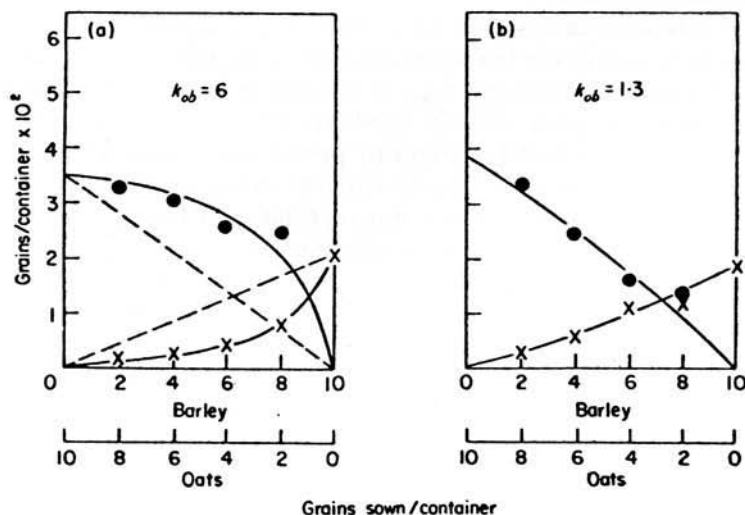 (a)
k_ob = 6
Grains/container x 10²
6
5
4
3
2
1
0 2 4 6 8 10
Barley
10 8 6 4 2 0
Oats
(b)
k_ob = 1·3
0 2 4 6 8 10
Barley
10 8 6 4 2 0
Oats
Grains sown/container